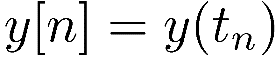 y[n] = y(t_n)